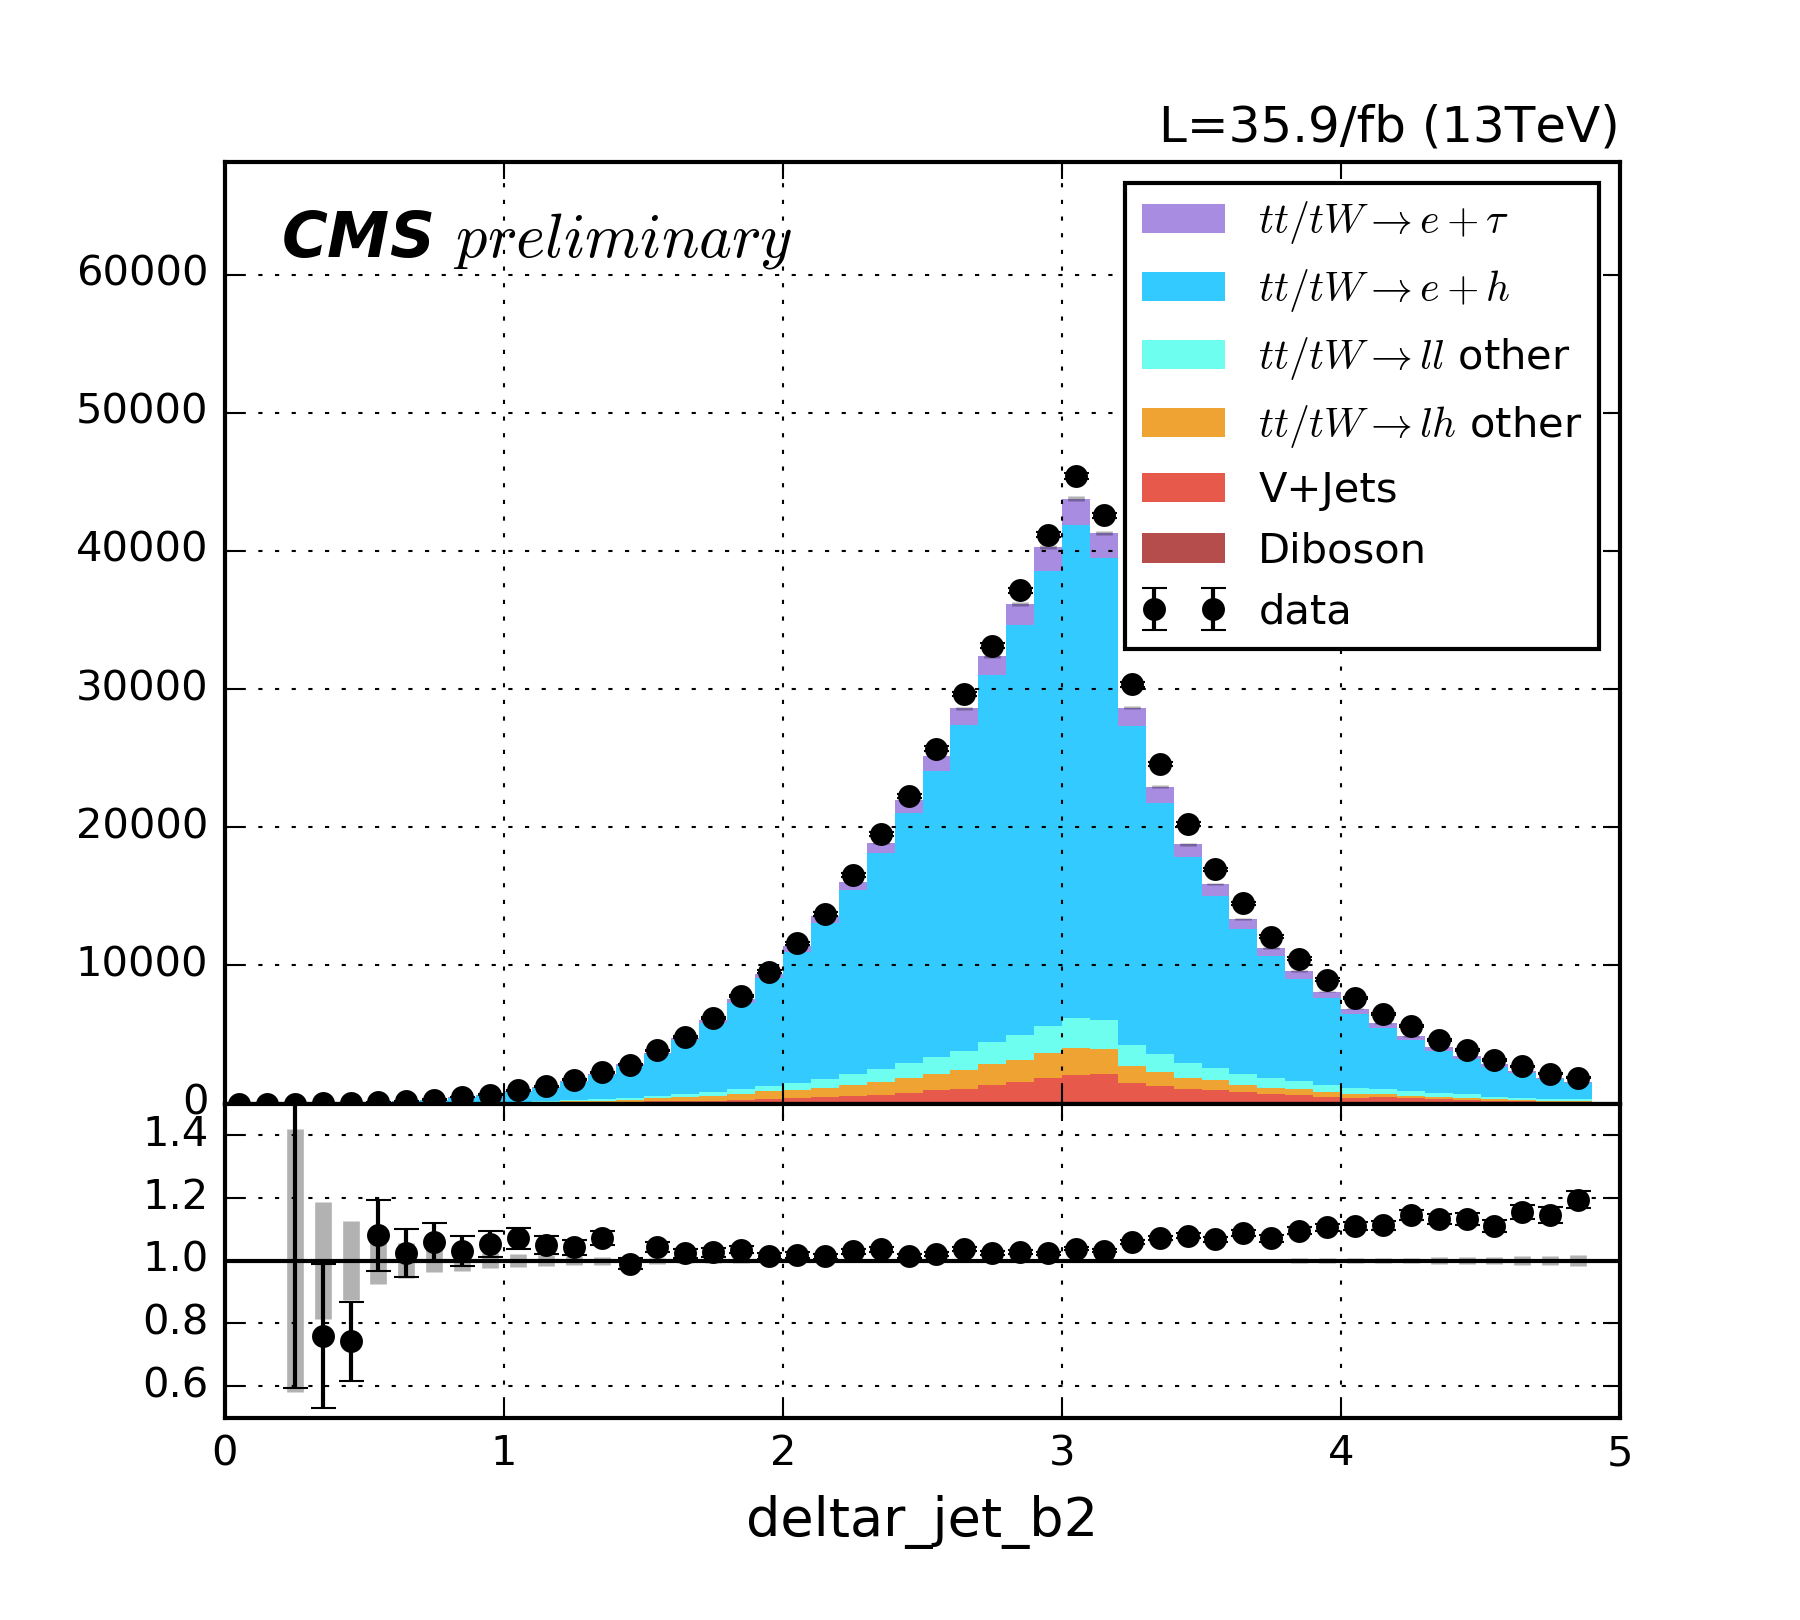 L=35.9/fb (13TeV)
CMS preliminary
tt/tW→e+τ
tt/tW→e+h
tt/tW→ll other
tt/tW→lh other
V+Jets
Diboson
data
60000
50000
40000
30000
20000
10000
0
1.4
1.2
1.0
0.8
0.6
0 1 2 3 4 5
deltar_jet_b2